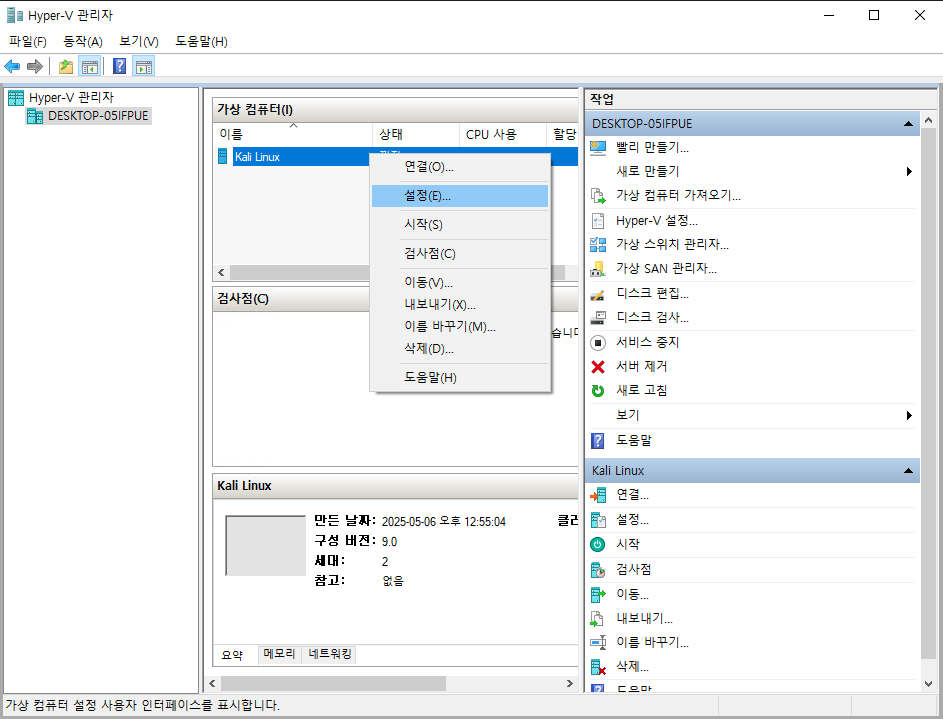 Hyper-V 관리자
파일(F) 동작(A) 보기(V) 도움말(H)
Hyper-V 관리자
DESKTOP-05IFPUE
가상 컴퓨터(I)
이름 상태 CPU 사용 할당
Kali Linux
연결(O)...
설정(E)...
시작(S)
검사점(C)
이동(V)...
내보내기(X)...
이름 바꾸기(M)...
삭제(D)...
도움말(H)
검사점(C)
습니다
Kali Linux
만든 날짜: 2025-05-06 오후 12:55:04
구성 버전: 9.0
세대: 2
참고: 없음
요약 메모리 네트워킹
작업
DESKTOP-05IFPUE
빨리 만들기...
새로 만들기
가상 컴퓨터 가져오기...
Hyper-V 설정...
가상 스위치 관리자...
가상 SAN 관리자...
디스크 편집...
디스크 검사...
서비스 중지
서버 제거
새로 고침
보기
도움말
Kali Linux
연결...
설정...
시작
검사점
이동...
내보내기...
이름 바꾸기...
삭제...
도움말
가상 컴퓨터 설정 사용자 인터페이스를 표시합니다.